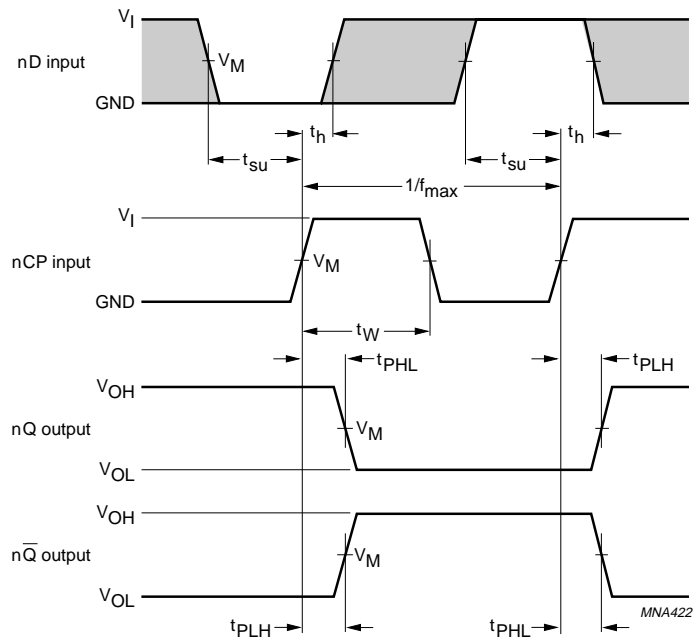 VI
nD input
VM
GND
th
th
tsu
tsu
1/fmax
VI
nCP input
VM
GND
tW
tPHL
tPLH
VOH
nQ output
VM
VOL
VOH
nQ̅ output
VM
VOL
tPLH
tPHL
MNA422